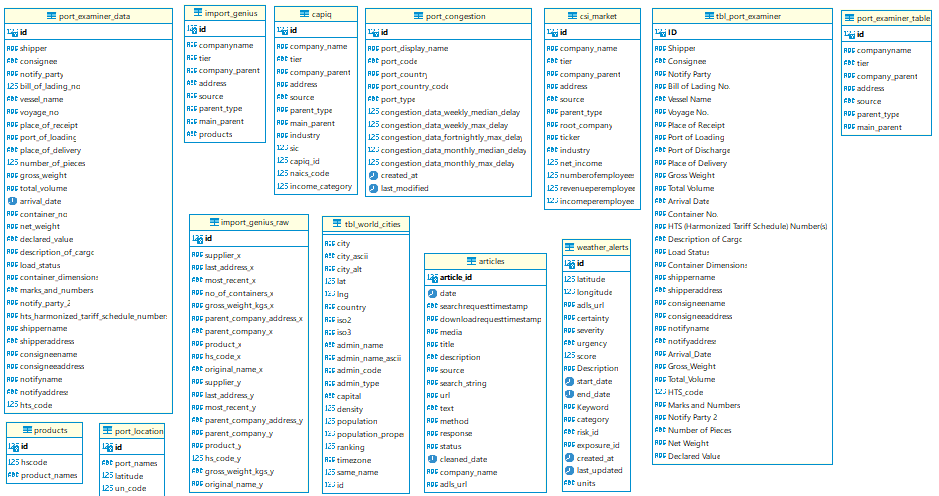 port_examiner_data
id
shipper
consignee
notify_party
bill_of_lading_no
vessel_name
voyage_no
place_of_receipt
port_of_loading
place_of_delivery
number_of_pieces
gross_weight
total_volume
arrival_date
container_no
net_weight
declared_value
description_of_cargo
load_status
container_dimensions
marks_and_numbers
notify_party_2
hts_harmonized_tariff_schedule_numbers
shippername
shipperaddress
consigneename
consigneeaddress
notifyname
notifyaddress
hts_code
import_genius
id
companyname
tier
company_parent
address
source
parent_type
main_parent
products
capiq
id
company_name
tier
company_parent
address
source
parent_type
main_parent
industry
sic
capiq_id
naics_code
income_category
port_congestion
id
port_display_name
port_code
port_country
port_country_code
port_type
congestion_data_weekly_median_delay
congestion_data_weekly_max_delay
congestion_data_fortnightly_max_delay
congestion_data_monthly_median_delay
congestion_data_monthly_max_delay
created_at
last_modified
csi_market
id
company_name
tier
company_parent
address
source
parent_type
root_company
ticker
industry
net_income
numberofemployees
revenueperemployee
incomeperemployee
tbl_port_examiner
ID
Shipper
Consignee
Notify Party
Bill of Lading No.
Vessel Name
Voyage No.
Place of Receipt
Port of Loading
Port of Discharge
Place of Delivery
Gross Weight
Total Volume
Arrival Date
Container No.
HTS (Harmonized Tariff Schedule) Number(s)
Description of Cargo
Load Status
Container Dimensions
shippername
shipperaddress
consigneename
consigneeaddress
notifyname
notifyaddress
Arrival_Date
Gross_Weight
Total_Volume
HTS_code
Marks and Numbers
Notify Party 2
Number of Pieces
Net Weight
Declared Value
port_examiner_table
id
companyname
tier
company_parent
address
source
parent_type
main_parent
import_genius_raw
id
supplier_x
last_address_x
most_recent_x
no_of_containers_x
gross_weight_kgs_x
parent_company_address_x
parent_company_x
product_x
hs_code_x
original_name_x
supplier_y
last_address_y
most_recent_y
parent_company_address_y
parent_company_y
product_y
hs_code_y
gross_weight_kgs_y
original_name_y
tbl_world_cities
city
city_ascii
city_alt
lat
lng
country
iso2
iso3
admin_name
admin_name_ascii
admin_code
admin_type
capital
density
population
population_prope
ranking
timezone
same_name
id
articles
article_id
date
searchrequesttimestamp
downloadrequesttimestamp
media
title
description
source
search_string
url
text
method
response
status
cleaned_date
company_name
adls_url
weather_alerts
id
latitude
longitude
adls_url
certainty
severity
urgency
score
Description
start_date
end_date
Keyword
category
risk_id
exposure_id
created_at
last_updated
units
products
id
hscode
product_names
port_location
id
port_names
latitude
un_code